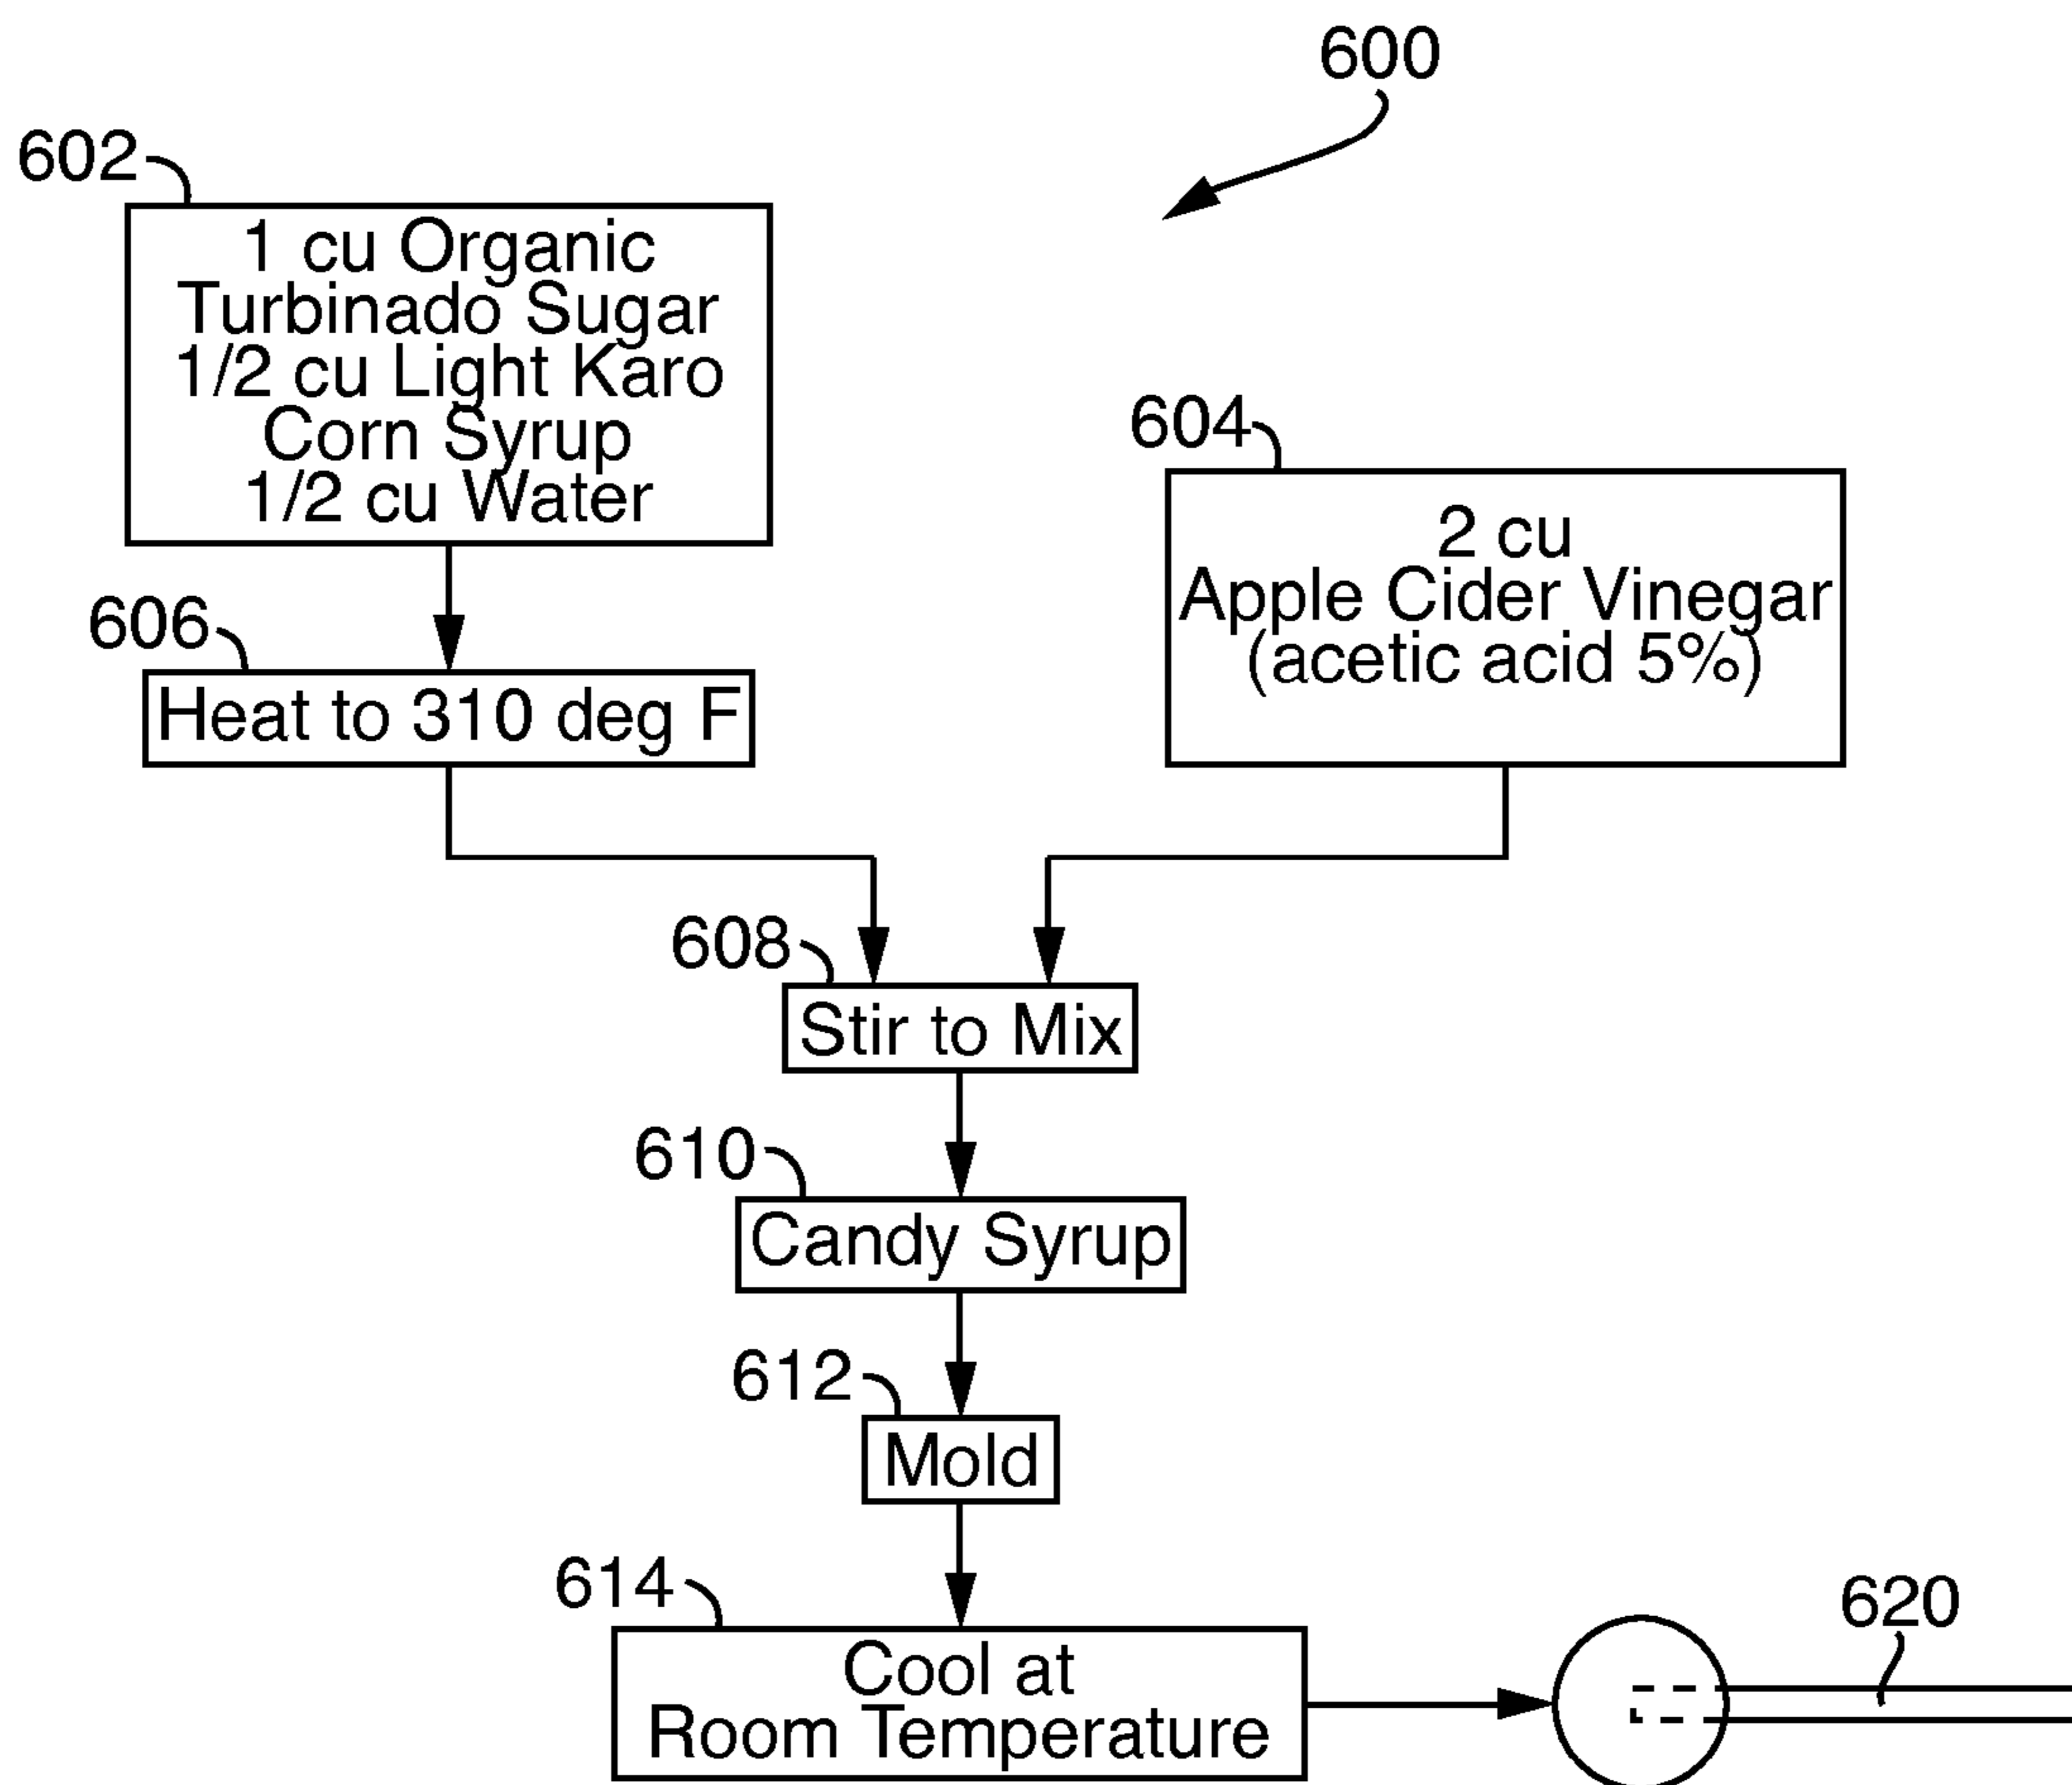 600
602
1 cu Organic
Turbinado Sugar
1/2 cu Light Karo
Corn Syrup
1/2 cu Water
604
2 cu
Apple Cider Vinegar
(acetic acid 5%)
606
Heat to 310 deg F
608
Stir to Mix
610
Candy Syrup
612
Mold
614
Cool at
Room Temperature
620